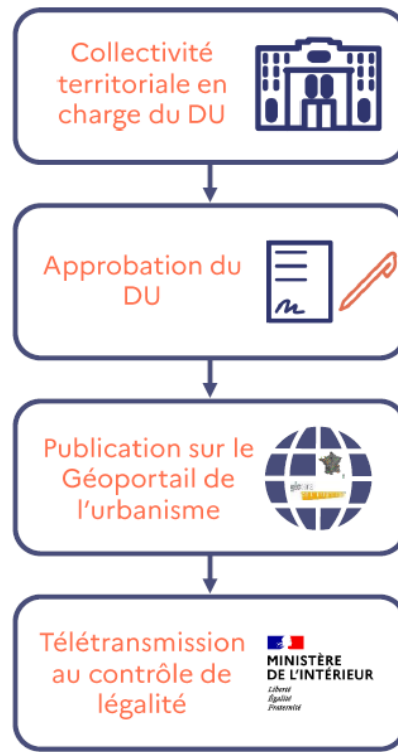 Collectivité
territoriale en
charge du DU
Approbation du
DU
Publication sur le
Géoportail de
l'urbanisme
Télétransmission
au contrôle de
légalité
MINISTÈRE
DE L'INTÉRIEUR
Liberté
Égalité
Fraternité